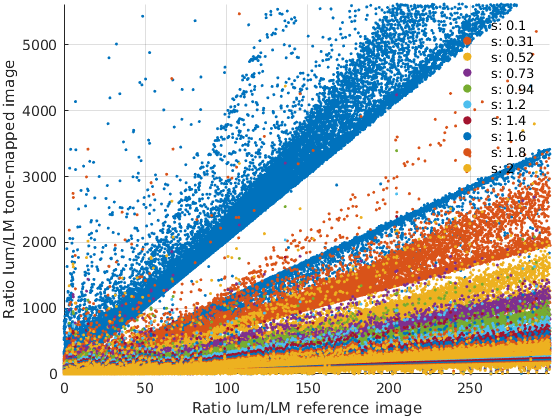 5000
4000
3000
2000
1000
0
0
50
100
150
200
250
Ratio lum/LM tone-mapped image
Ratio lum/LM reference image
s: 0.1
s: 0.31
s: 0.52
s: 0.73
s: 0.94
s: 1.2
s: 1.4
s: 1.6
s: 1.8
s: 2